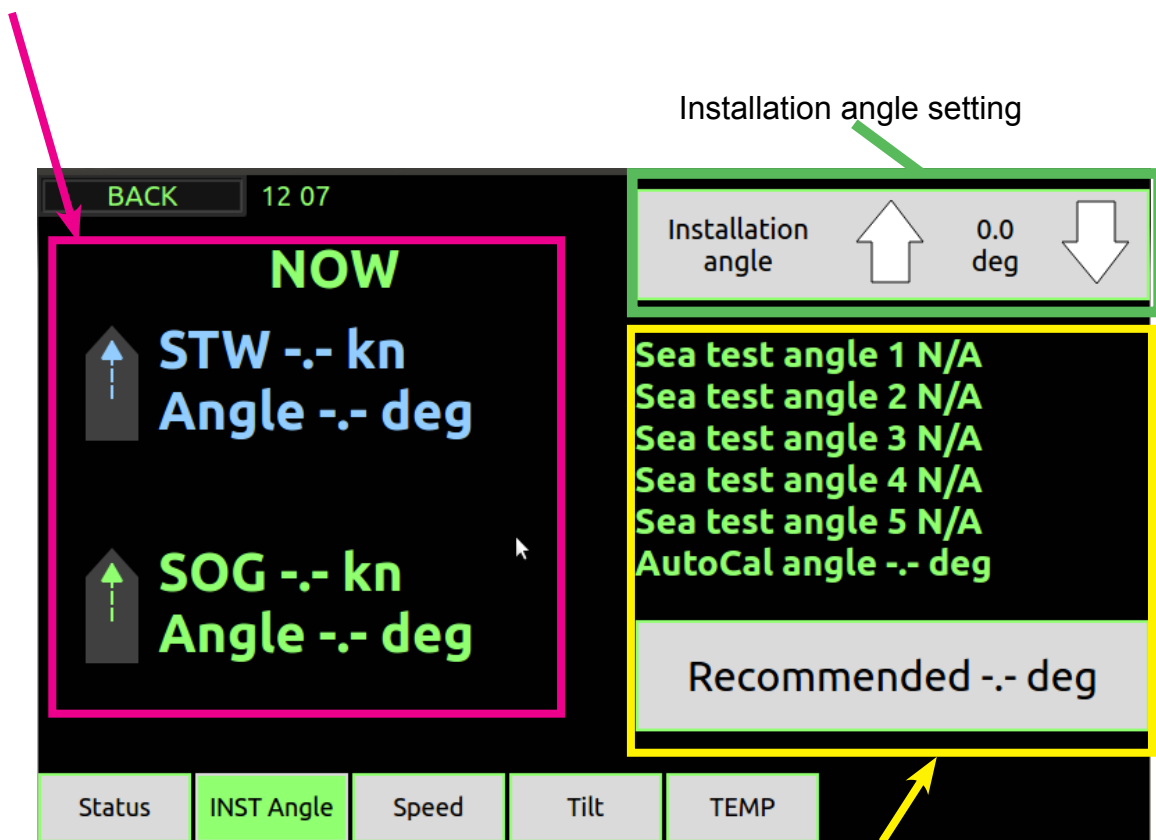 Installation angle setting
BACK 12 07
Installation
angle
0.0
deg
NOW
STW -.- kn
Angle -.- deg
SOG -.- kn
Angle -.- deg
Sea test angle 1 N/A
Sea test angle 2 N/A
Sea test angle 3 N/A
Sea test angle 4 N/A
Sea test angle 5 N/A
AutoCal angle -.- deg
Recommended -.- deg
Status INST Angle Speed Tilt TEMP